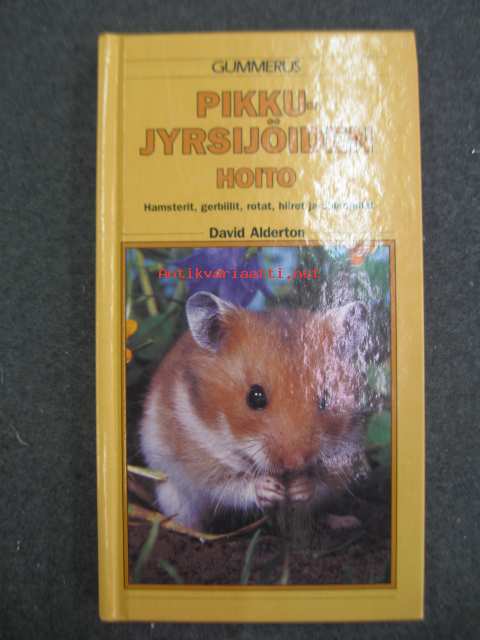 GUMMERUS
PIKKU-
JYRSIJÖIDEN
HOITO
Hamsterit, gerbiilit, rotat, hiiret ja
David Alderton
Antikvariaatti.net